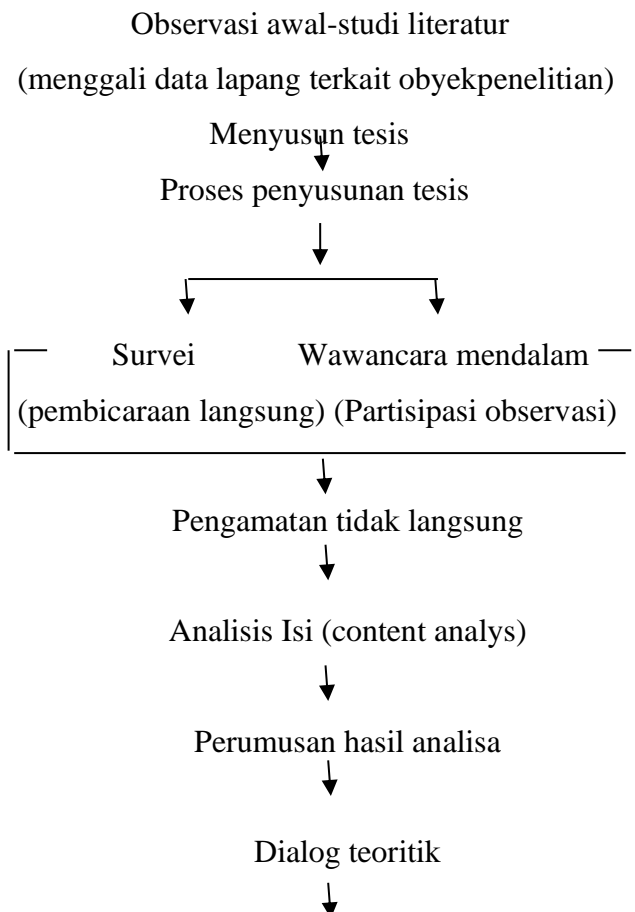 Observasi awal-studi literatur
(menggali data lapang terkait obyekpenelitian)
Menyusun tesis
Proses penyusunan tesis
Survei Wawancara mendalam
(pembicaraan langsung) (Partisipasi observasi)
Pengamatan tidak langsung
Analisis Isi (content analys)
Perumusan hasil analisa
Dialog teoritik